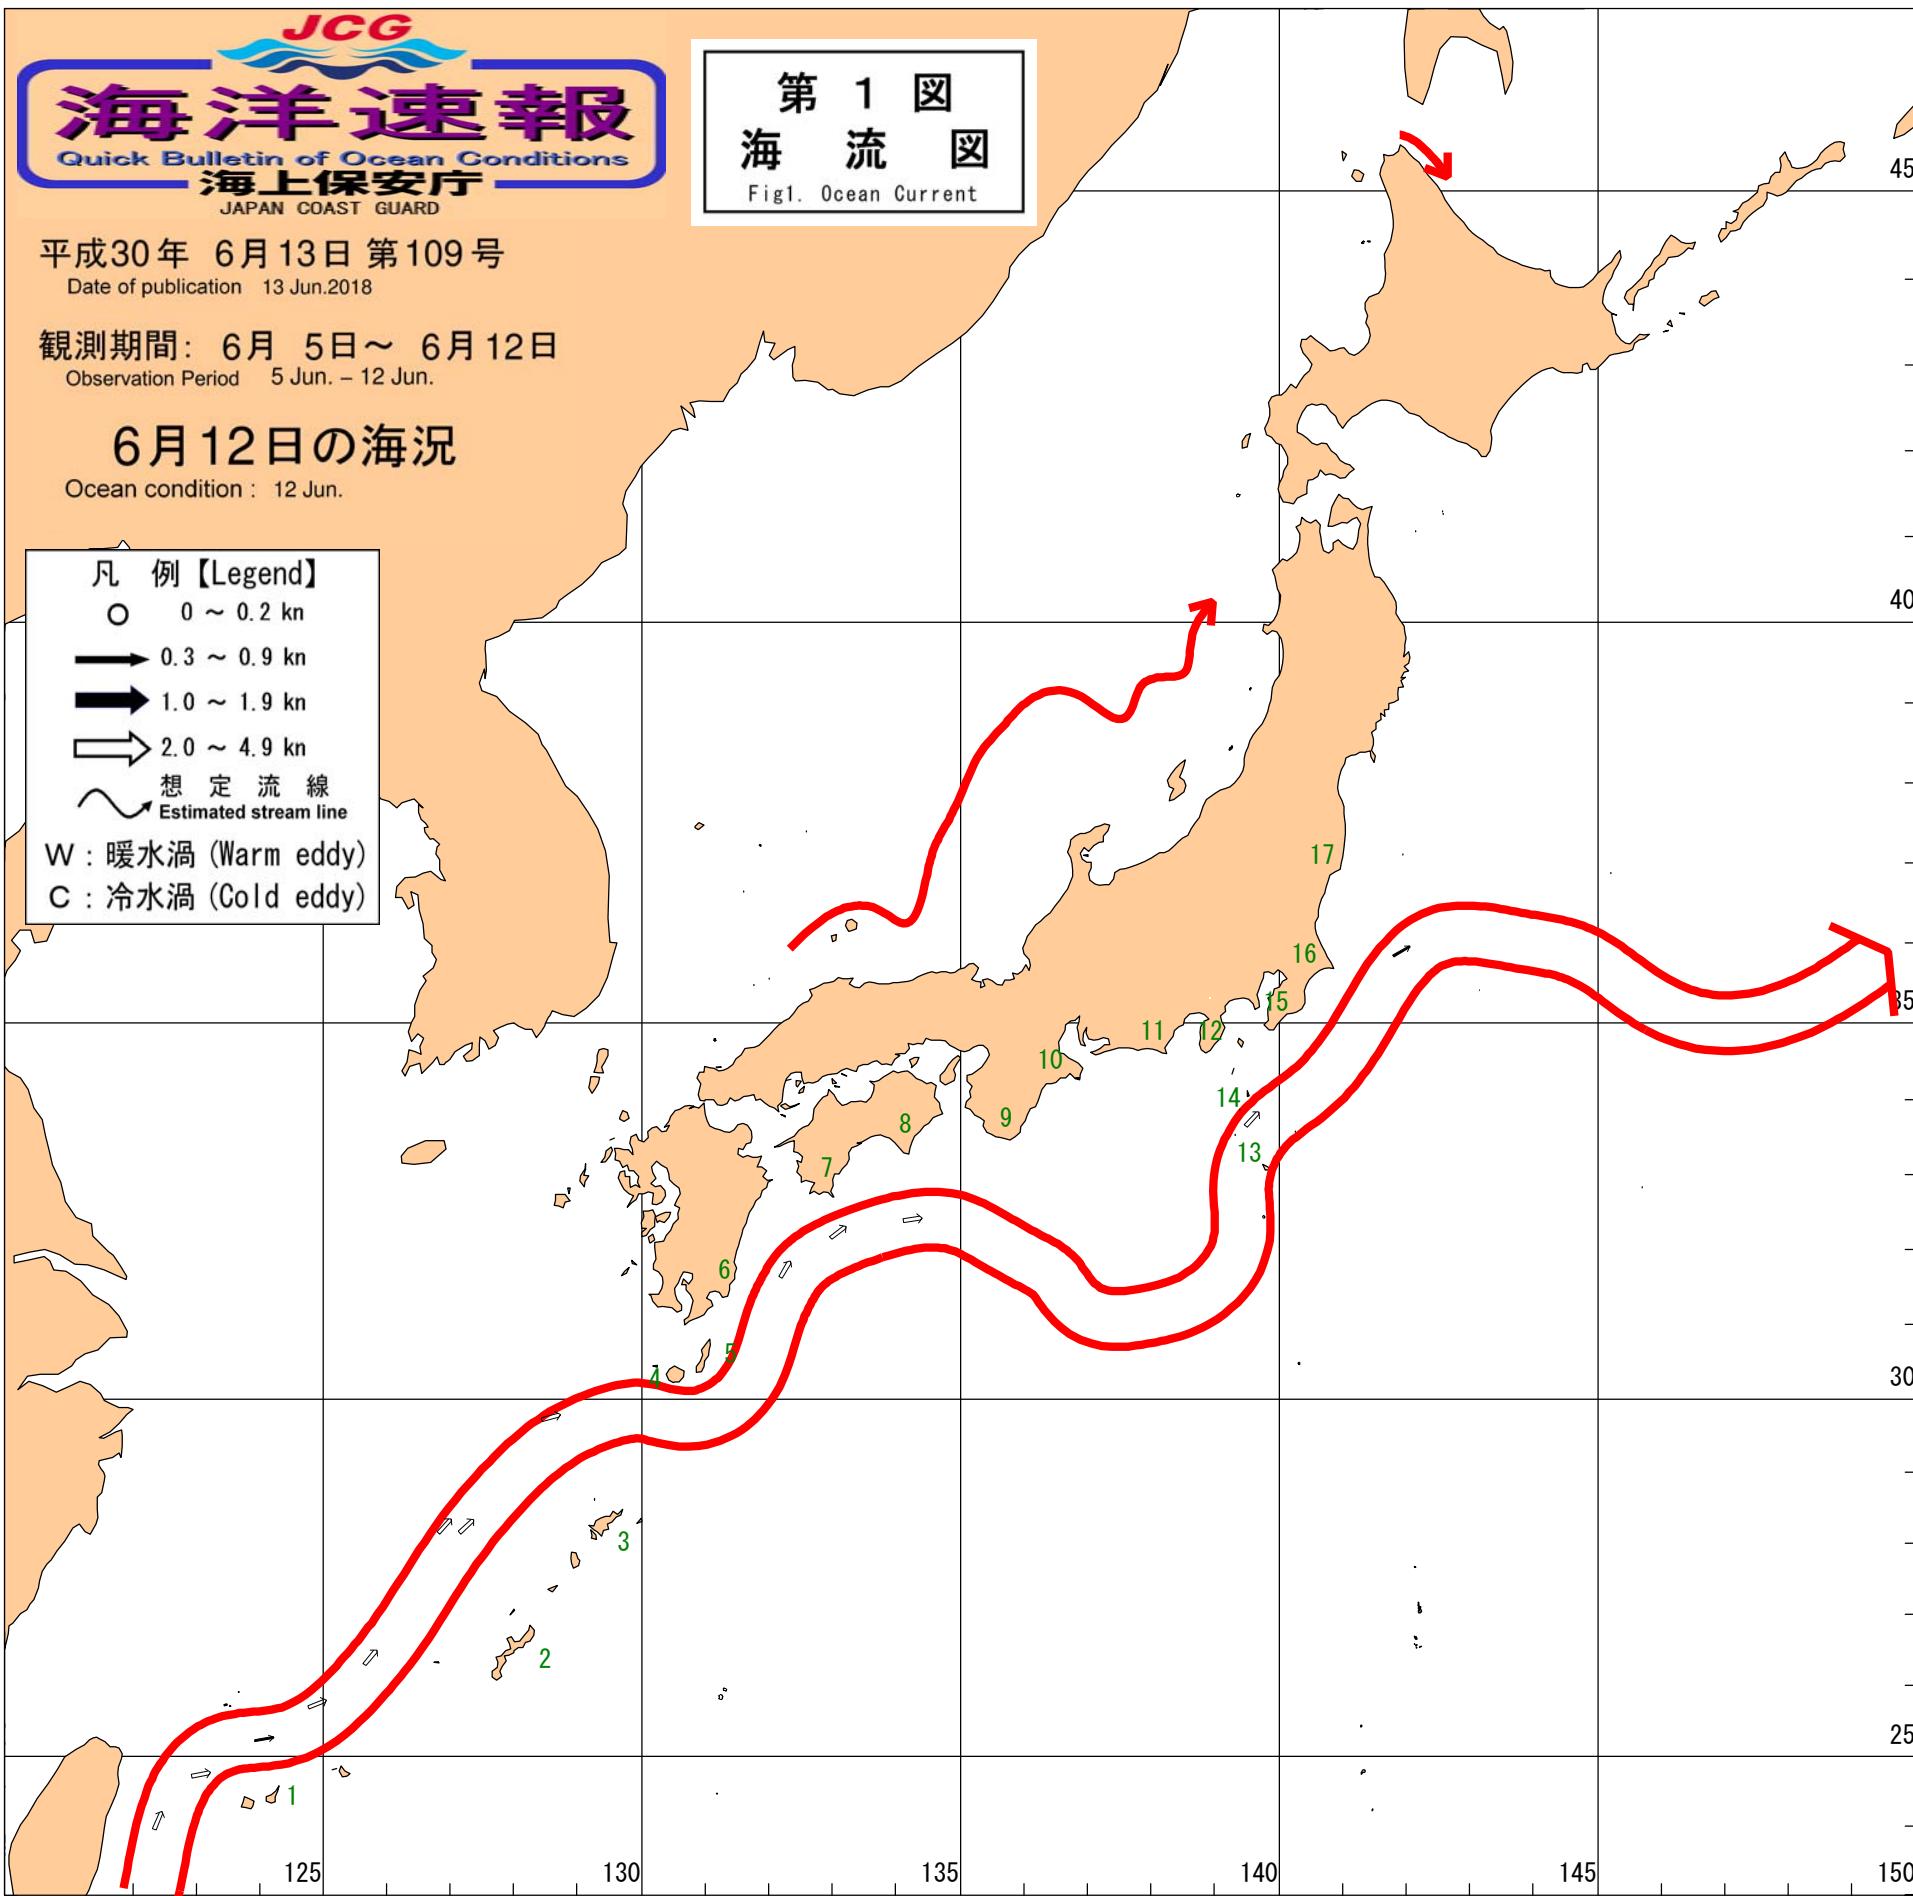 JCG
海洋速報
Quick Bulletin of Ocean Conditions
海上保安庁
JAPAN COAST GUARD
第 1 図
海 流 図
Fig1. Ocean Current
平成30年 6月13日 第109号
Date of publication 13 Jun.2018
観測期間: 6月 5日～ 6月12日
Observation Period 5 Jun. – 12 Jun.
6月12日の海況
Ocean condition : 12 Jun.
凡 例【Legend】
0 ～ 0.2 kn
0.3 ～ 0.9 kn
1.0 ～ 1.9 kn
2.0 ～ 4.9 kn
想 定 流 線
Estimated stream line
W : 暖水渦 (Warm eddy)
C : 冷水渦 (Cold eddy)
45
40
17
16
35
15
12
11
10
14
9
8
13
7
6
5
4
30
3
2
25
1
125
130
135
140
145
150